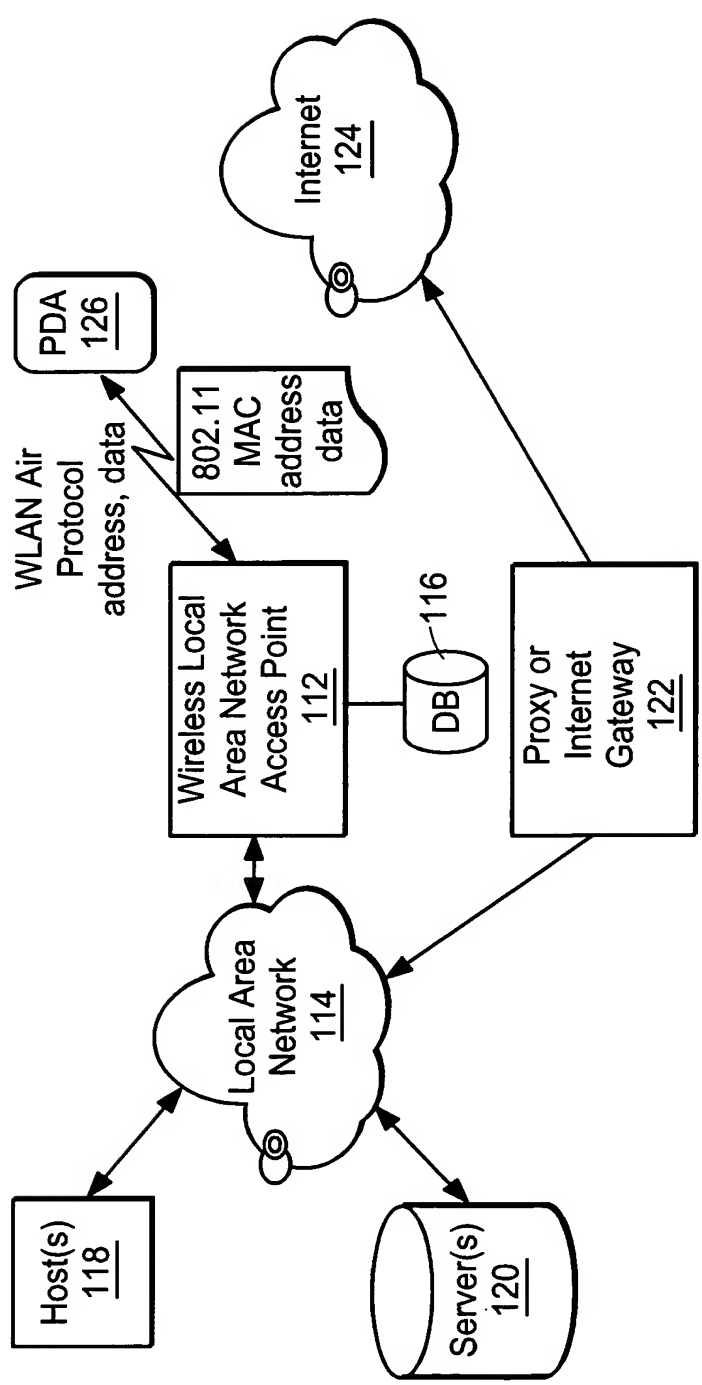 Host(s)
118
Server(s)
120
Local Area
Network
114
Wireless Local
Area Network
Access Point
112
DB
116
Proxy or
Internet
Gateway
122
WLAN Air
Protocol
address, data
802.11
MAC
address
data
PDA
126
Internet
124